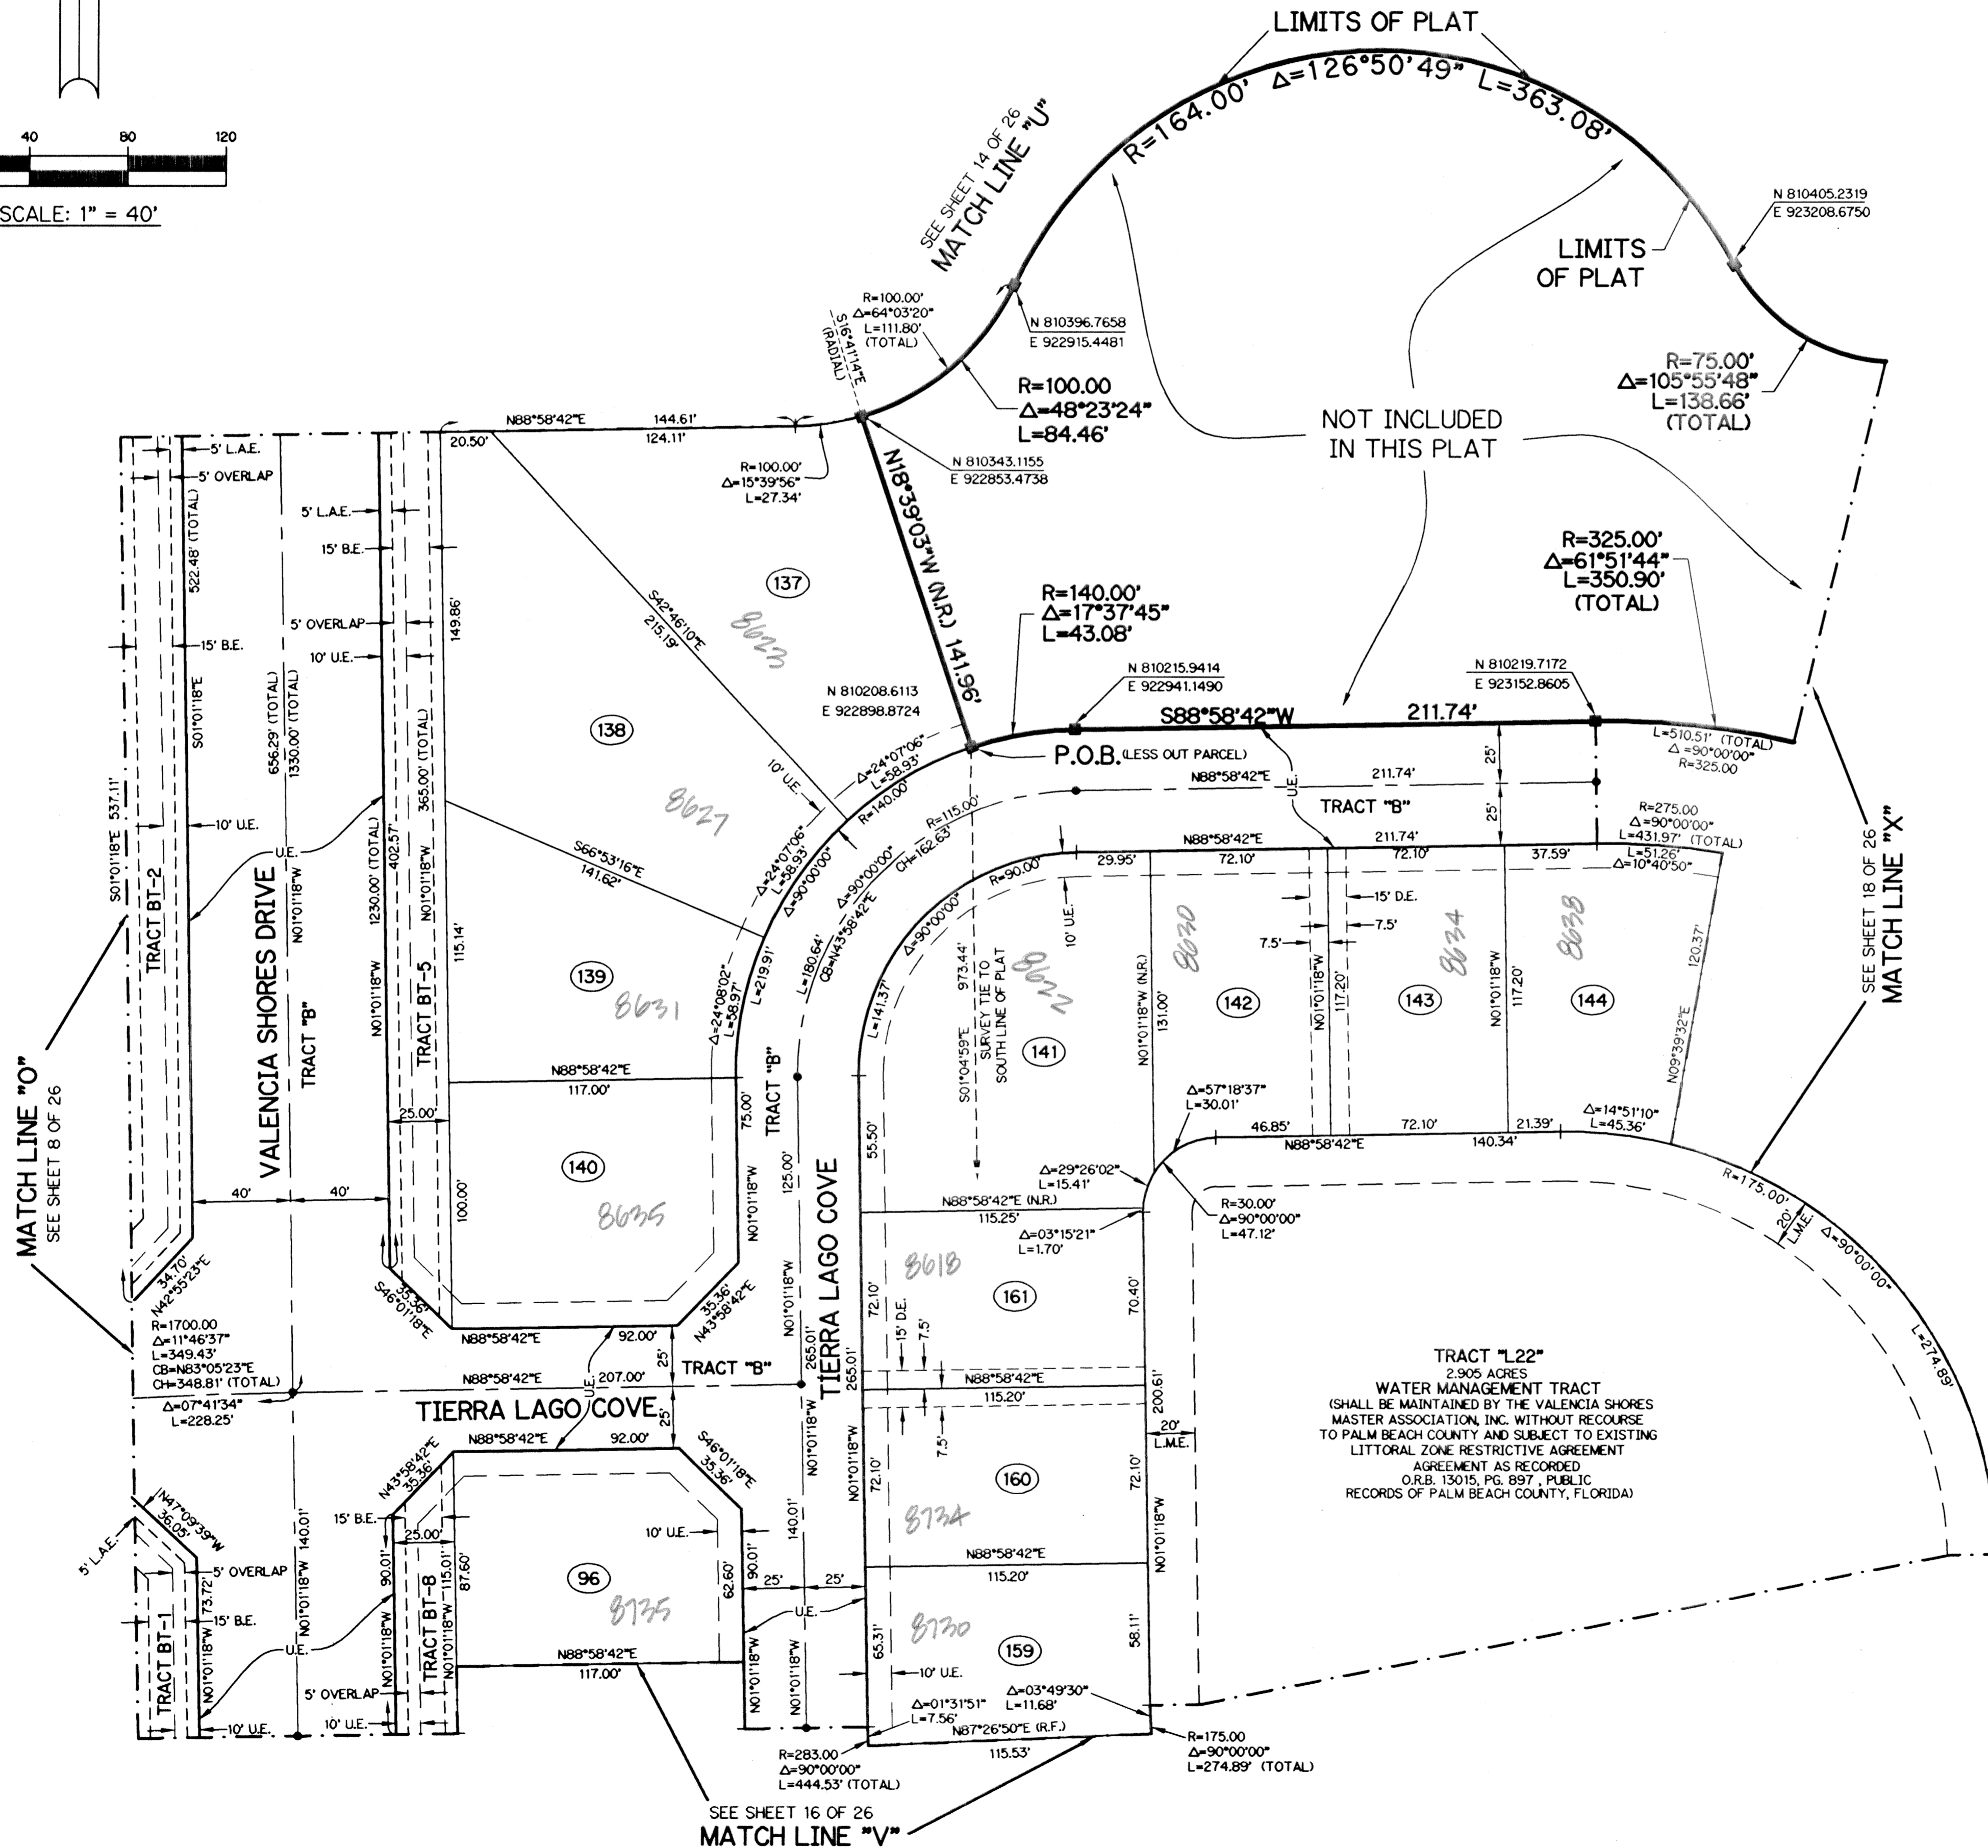 LIMITS OF PLAT
R=164.00' Δ=126°50'49" L=363.08'
40 80 120
SCALE: 1" = 40'
SEE SHEET 14 OF 26
MATCH LINE "U"
N 810405.2319
E 923208.6750
LIMITS
OF PLAT
R=100.00'
Δ=64°03'20"
L=111.80'
(TOTAL)
S16°41'14"E
(RADIAL)
N 810396.7658
E 922915.4481
R=100.00
Δ=48°23'24"
L=84.46'
R=75.00'
Δ=105°55'48"
L=138.66'
(TOTAL)
NOT INCLUDED
IN THIS PLAT
N88°58'42"E 144.61'
20.50' 124.11'
R=100.00'
Δ=15°39'56"
L=27.34'
N 810343.1155
E 922853.4738
N18°39'03"W (N.R.) 141.96'
5' L.A.E.
5' OVERLAP
522.48' (TOTAL)
5' L.A.E.
15' B.E.
5' OVERLAP
10' U.E.
15' B.E.
149.86'
S42°46'10"E
215.19'
137
8623
R=140.00'
Δ=17°37'45"
L=43.08'
R=325.00'
Δ=61°51'44"
L=350.90'
(TOTAL)
N 810208.6113
E 922898.8724
N 810215.9414
E 922941.1490
N 810219.7172
E 923152.8605
S88°58'42"W 211.74'
P.O.B. (LESS OUT PARCEL)
L=510.51' (TOTAL)
Δ=90°00'00"
R=325.00
138
8627
S01°01'18"E
656.29' (TOTAL)
1330.00' (TOTAL)
S01°01'18"E 537.11'
10' U.E.
U.E.
TRACT BT-2
VALENCIA SHORES DRIVE
N01°01'18"W
TRACT "B"
1230.00' (TOTAL)
402.57'
N01°01'18"W
365.00' (TOTAL)
N01°01'18"W
TRACT BT-5
10' U.E.
Δ=24°07'06"
L=58.93'
R=140.00'
Δ=24°07'06"
L=58.93'
Δ=90°00'00"
S66°53'16"E
141.62'
115.14'
139
8631
Δ=24°08'02"
L=58.97'
L=219.91'
R=115.00'
CH=162.63'
Δ=90°00'00"
CB=N43°58'42"E
L=180.64'
N88°58'42"E 211.74'
U.E.
TRACT "B"
25'
25'
R=275.00
Δ=90°00'00"
L=431.97' (TOTAL)
L=51.26'
Δ=10°40'50"
N88°58'42"E 211.74'
29.95' 72.10' 72.10' 37.59'
R=90.00'
Δ=90°00'00"
L=141.37'
10' U.E.
15' D.E.
7.5'
7.5'
973.44'
S01°04'59"E
SURVEY TIE TO
SOUTH LINE OF PLAT
8622
141
N01°01'18"W (N.R.)
131.00'
8630
142
N01°01'18"W
117.20'
8634
143
N01°01'18"W
117.20'
8638
144
120.37'
N09°39'32"E
SEE SHEET 18 OF 26
MATCH LINE "X"
MATCH LINE "O"
SEE SHEET 8 OF 26
N88°58'42"E
117.00'
25.00'
100.00'
140
8635
75.00'
N01°01'18"W
TRACT "B"
125.00'
N01°01'18"W
265.01'
TIERRA LAGO COVE
55.50'
Δ=57°18'37"
L=30.01'
46.85' 72.10' 21.39'
N88°58'42"E 140.34'
Δ=14°51'10"
L=45.36'
Δ=29°26'02"
L=15.41'
N88°58'42"E (N.R.)
115.25'
Δ=03°15'21"
L=1.70'
R=30.00'
Δ=90°00'00"
L=47.12'
R=175.00'
20'
L.M.E.
Δ=90°00'00"
L=274.89'
40' 40'
34.70'
N42°55'23"E
R=1700.00
Δ=11°46'37"
L=349.43'
CB=N83°05'23"E
CH=348.81' (TOTAL)
Δ=07°41'34"
L=228.25'
35.36'
S46°01'18"E
N88°58'42"E 92.00'
35.36'
N43°58'42"E
25'
TRACT "B"
N88°58'42"E 207.00'
U.E.
TIERRA LAGO COVE
25'
N88°58'42"E 92.00'
8618
161
72.10'
15' D.E.
7.5'
70.40'
265.01'
N88°58'42"E
115.20'
7.5'
200.61'
20'
L.M.E.
TRACT "L22"
2.905 ACRES
WATER MANAGEMENT TRACT
(SHALL BE MAINTAINED BY THE VALENCIA SHORES
MASTER ASSOCIATION, INC. WITHOUT RECOURSE
TO PALM BEACH COUNTY AND SUBJECT TO EXISTING
LITTORAL ZONE RESTRICTIVE AGREEMENT
AGREEMENT AS RECORDED
O.R.B. 13015, PG. 897 , PUBLIC
RECORDS OF PALM BEACH COUNTY, FLORIDA)
N43°58'42"E
35.36'
S46°01'18"E
35.36'
N01°01'18"W
N01°01'18"W
72.10'
160
8734
72.10'
N01°01'18"W
N47°09'39"W
36.05'
5' L.A.E.
5' OVERLAP
15' B.E.
TRACT BT-1
N01°01'18"W 73.72'
10' U.E.
N01°01'18"W 140.01'
U.E.
15' B.E.
25.00'
90.01'
N01°01'18"W
TRACT BT-8
N01°01'18"W 115.01'
87.60'
5' OVERLAP
10' U.E.
10' U.E.
96
8735
62.60'
90.01'
140.01'
25' 25'
U.E.
N01°01'18"W
N01°01'18"W
N88°58'42"E
117.00'
N88°58'42"E
115.20'
65.31'
8730
159
58.11'
10' U.E.
Δ=01°31'51"
L=7.56'
Δ=03°49'30"
L=11.68'
N87°26'50"E (R.F.)
115.53'
R=283.00
Δ=90°00'00"
L=444.53' (TOTAL)
R=175.00
Δ=90°00'00"
L=274.89' (TOTAL)
SEE SHEET 16 OF 26
MATCH LINE "V"